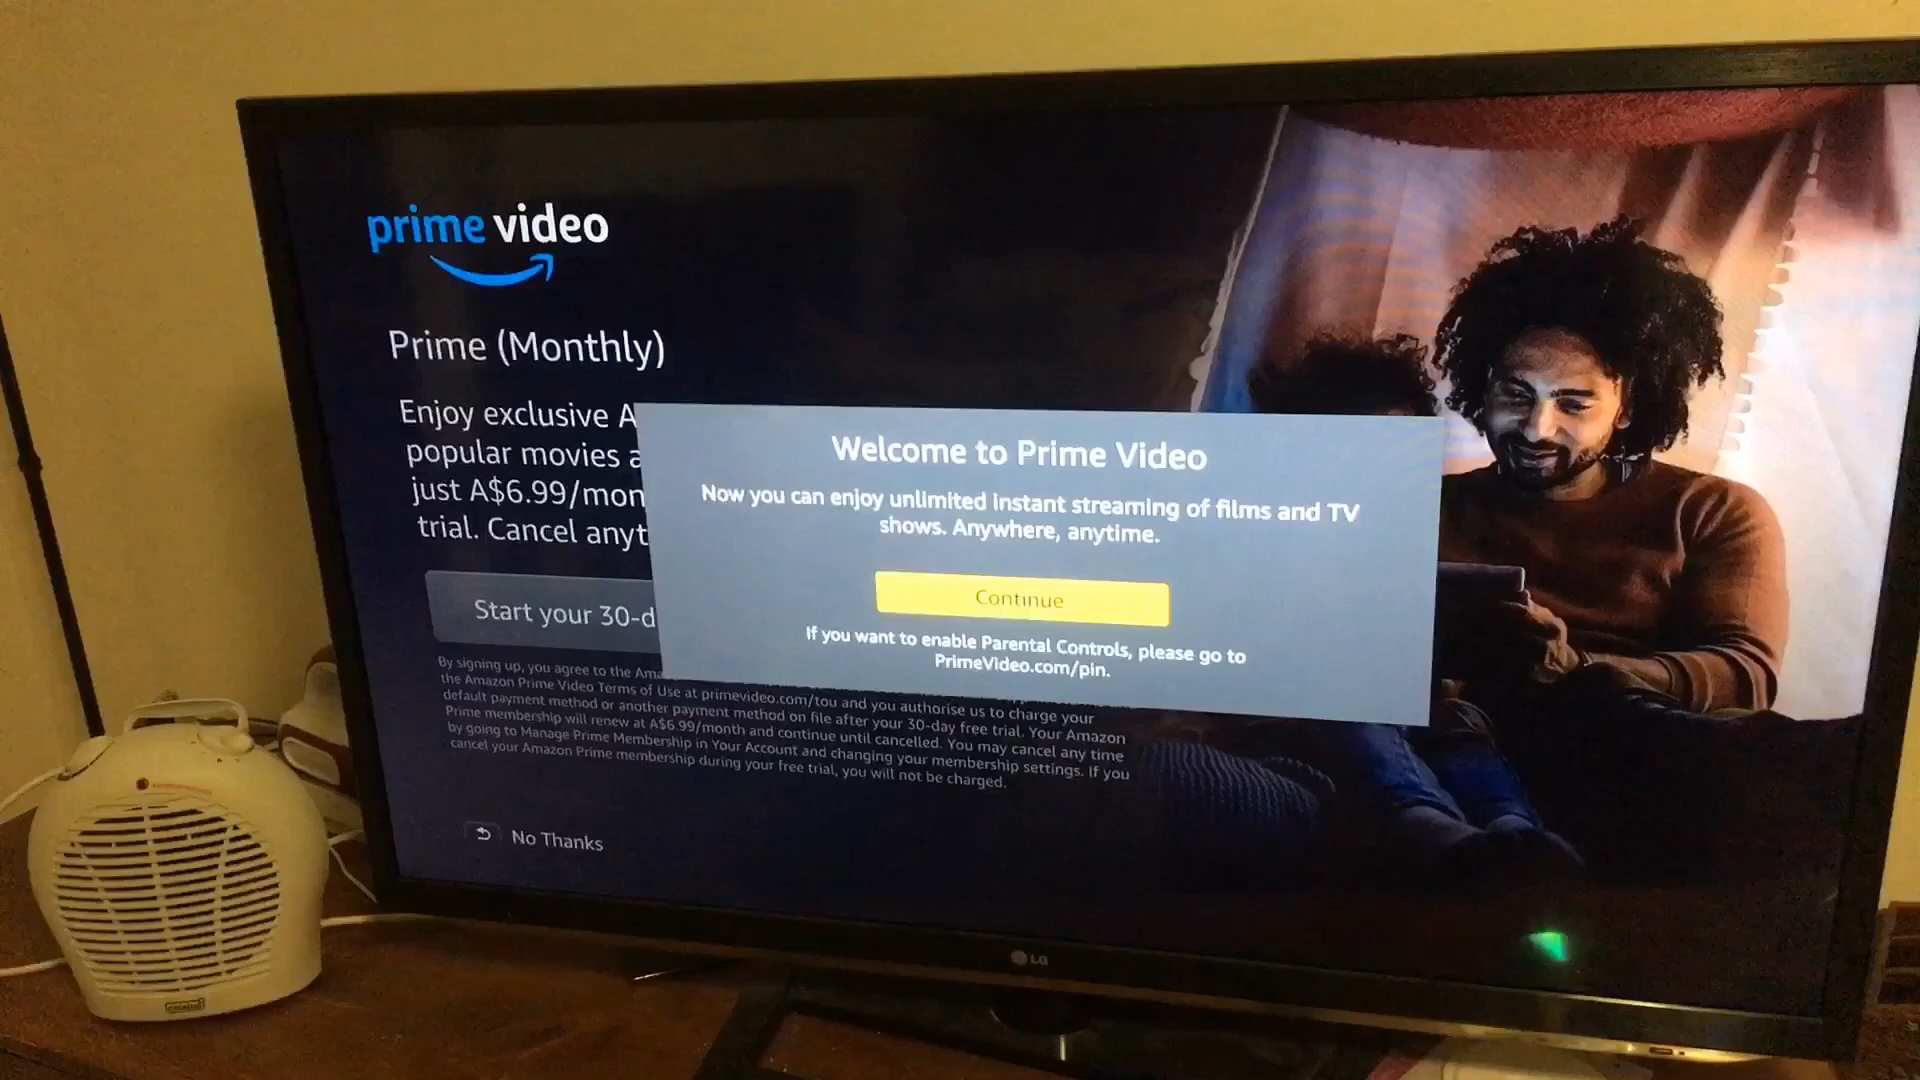 prime video
Prime (Monthly)
Enjoy exclusive A
popular movies a
just A$6.99/mon
trial. Cancel anyt
Start your 30-d
By signing up, you agree to the Ama
the Amazon Prime Video Terms of Use at primevideo.com/tou and you authorise us to charge your
default payment method or another payment method on file after your 30-day free trial. Your Amazon
Prime membership will renew at A$6.99/month and continue until cancelled. You may cancel any time
by going to Manage Prime Membership in Your Account and changing your membership settings. If you
cancel your Amazon Prime membership during your free trial, you will not be charged.
No Thanks
Welcome to Prime Video
Now you can enjoy unlimited instant streaming of films and TV
shows. Anywhere, anytime.
Continue
If you want to enable Parental Controls, please go to
PrimeVideo.com/pin.
LG